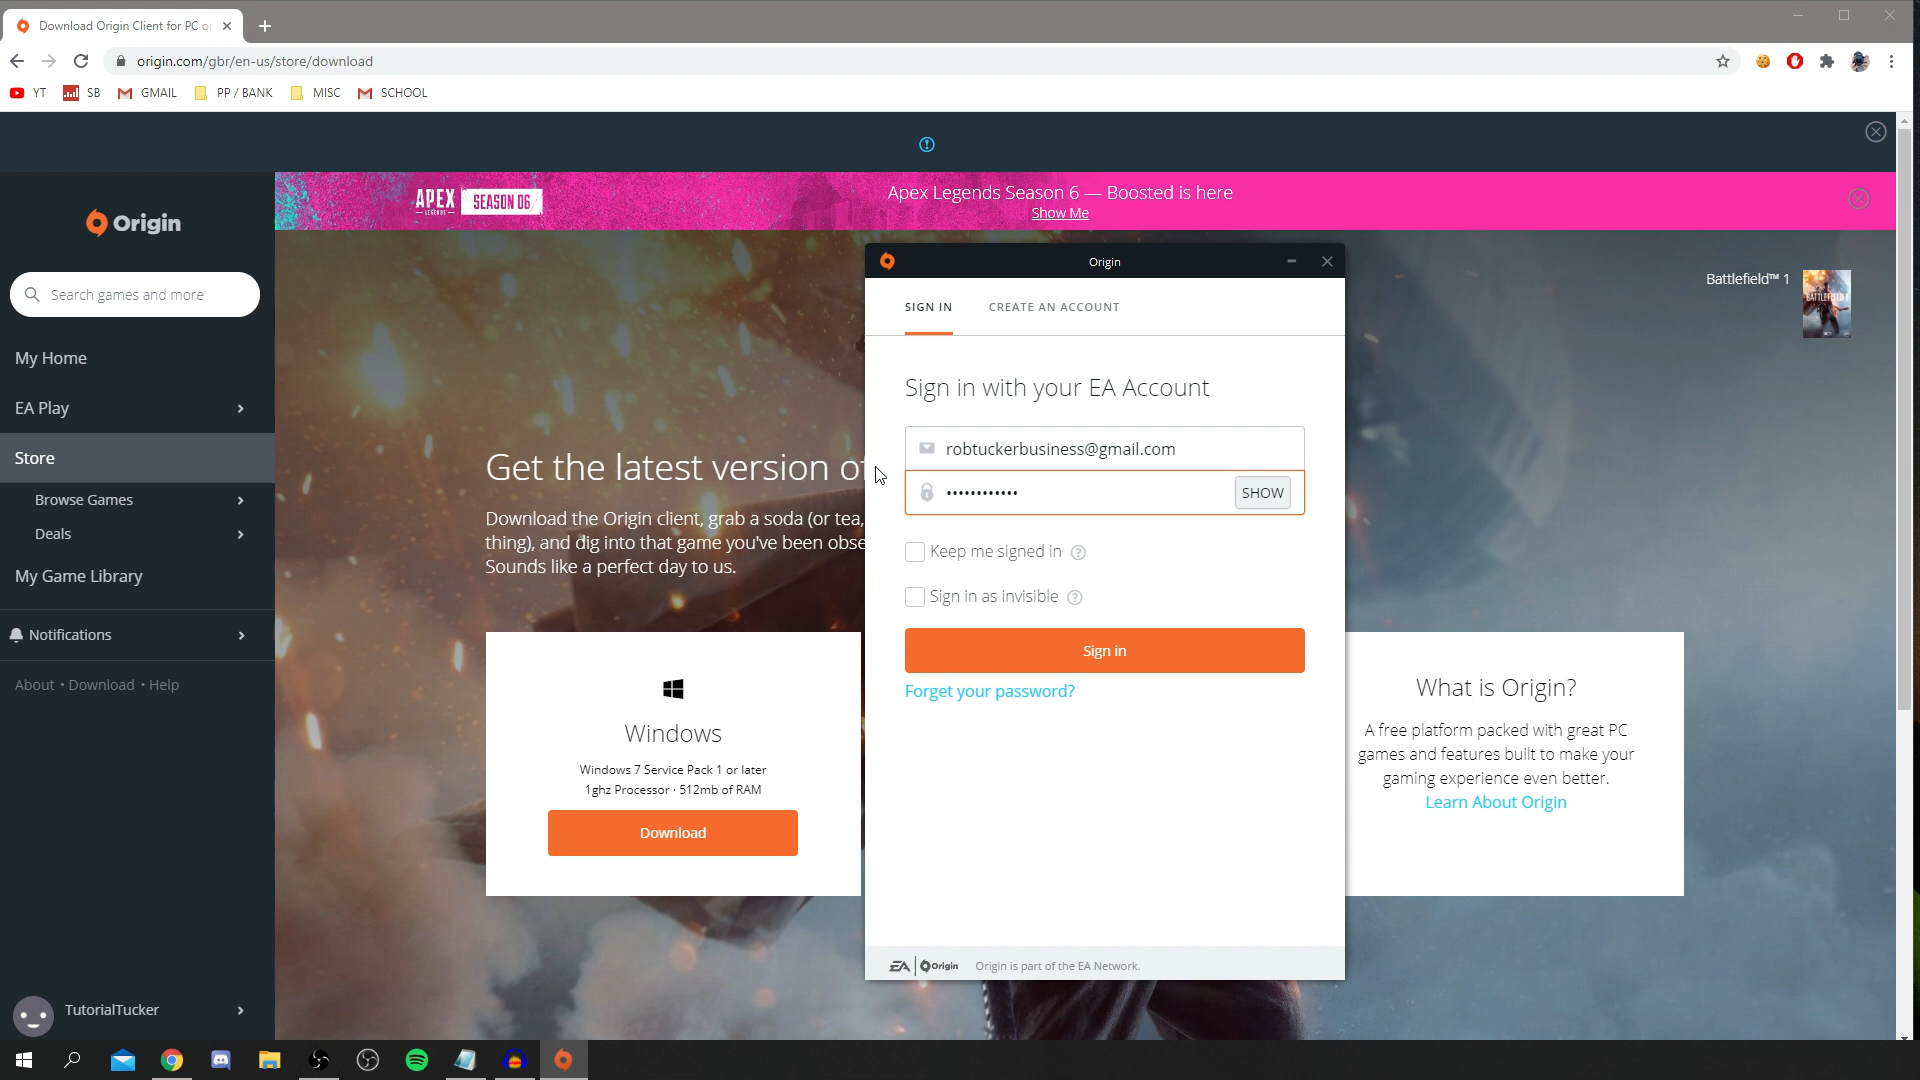 Download Origin Client for PC or
origin.com/gbr/en-us/store/download
YT SB GMAIL PP / BANK MISC SCHOOL
APEX
LEGENDS
SEASON 06
Apex Legends Season 6 — Boosted is here
Show Me
Origin
Search games and more
My Home
EA Play
Store
Browse Games
Deals
My Game Library
Notifications
About • Download • Help
TutorialTucker
Battlefield™ 1
BATTLEFIELD 1
Get the latest version of
Download the Origin client, grab a soda (or tea,
thing), and dig into that game you've been obse
Sounds like a perfect day to us.
Windows
Windows 7 Service Pack 1 or later
1ghz Processor · 512mb of RAM
Download
Origin
SIGN IN CREATE AN ACCOUNT
Sign in with your EA Account
robtuckerbusiness@gmail.com
••••••••••••
SHOW
Keep me signed in ?
Sign in as invisible ?
Sign in
Forget your password?
EA Origin Origin is part of the EA Network.
What is Origin?
A free platform packed with great PC
games and features built to make your
gaming experience even better.
Learn About Origin